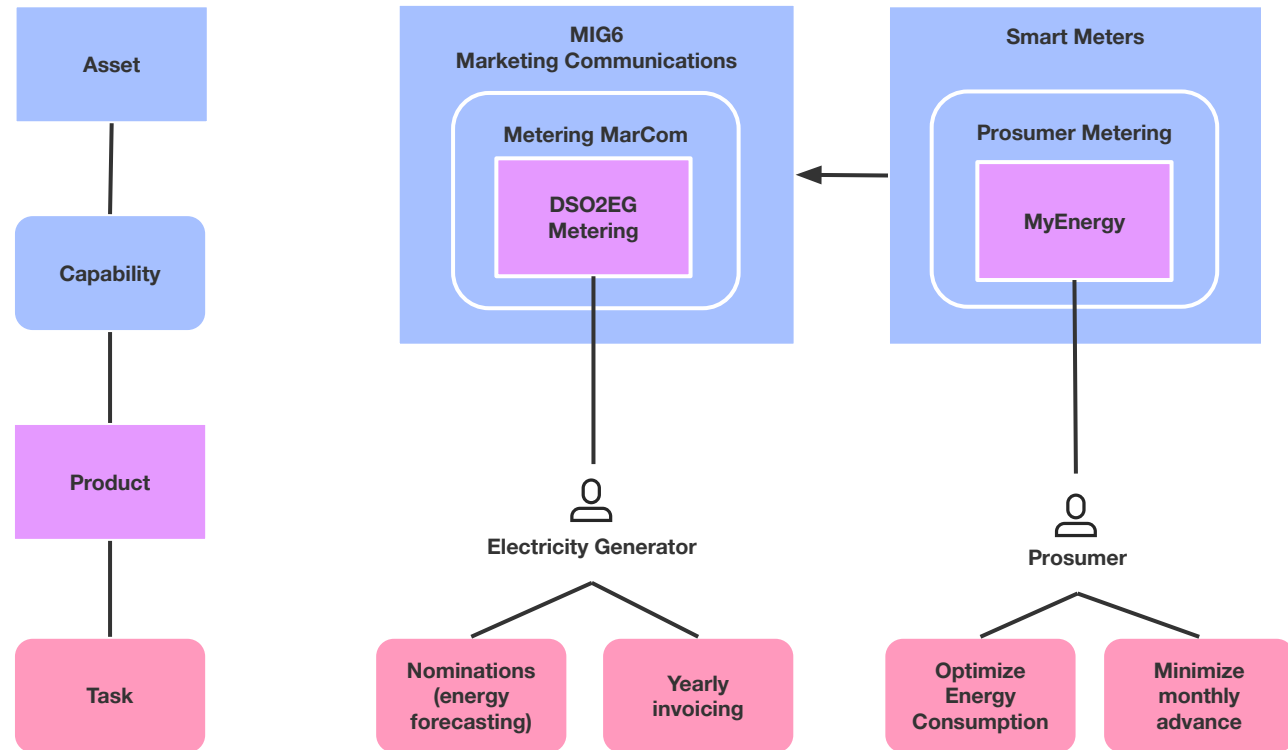 Asset
Capability
Product
Task
MIG6
Marketing Communications
Metering MarCom
DSO2EG
Metering
Electricity Generator
Nominations
(energy
forecasting)
Yearly
invoicing
Smart Meters
Prosumer Metering
MyEnergy
Prosumer
Optimize
Energy
Consumption
Minimize
monthly
advance